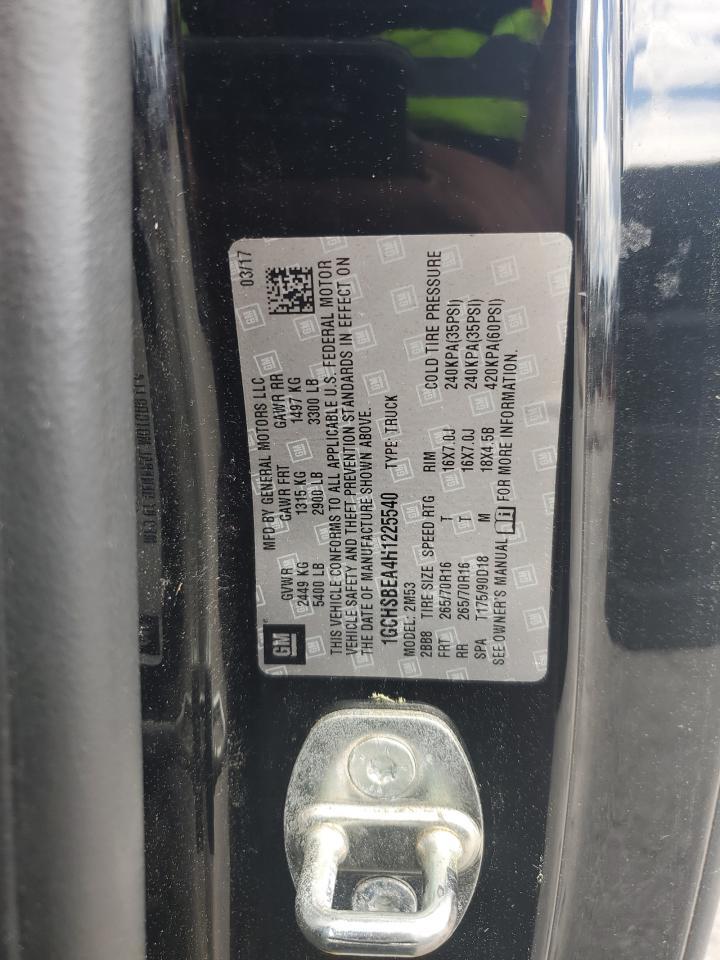 GM
MFD BY GENERAL MOTORS LLC 03/17
GVWR GAWR FRT GAWR RR
2449 KG 1315 KG 1497 KG
5400 LB 2900 LB 3300 LB
THIS VEHICLE CONFORMS TO ALL APPLICABLE U.S. FEDERAL MOTOR
VEHICLE SAFETY AND THEFT PREVENTION STANDARDS IN EFFECT ON
THE DATE OF MANUFACTURE SHOWN ABOVE.
1GCHSBEA4H1225540 TYPE: TRUCK
MODEL: 2M53
2BB8 TIRE SIZE SPEED RTG RIM COLD TIRE PRESSURE
FRT 265/70R16 T 16X7.0J 240KPA(35PSI)
RR 265/70R16 T 16X7.0J 240KPA(35PSI)
SPA T175/90D18 M 18X4.5B 420KPA(60PSI)
SEE OWNER'S MANUAL FOR MORE INFORMATION.